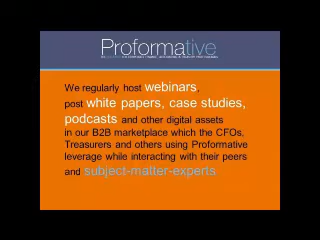 Proformative
We regularly host webinars,
post white papers, case studies,
podcasts and other digital assets
in our B2B marketplace which the CFOs,
Treasurers and others using Proformative
leverage while interacting with their peers
and subject-matter-experts